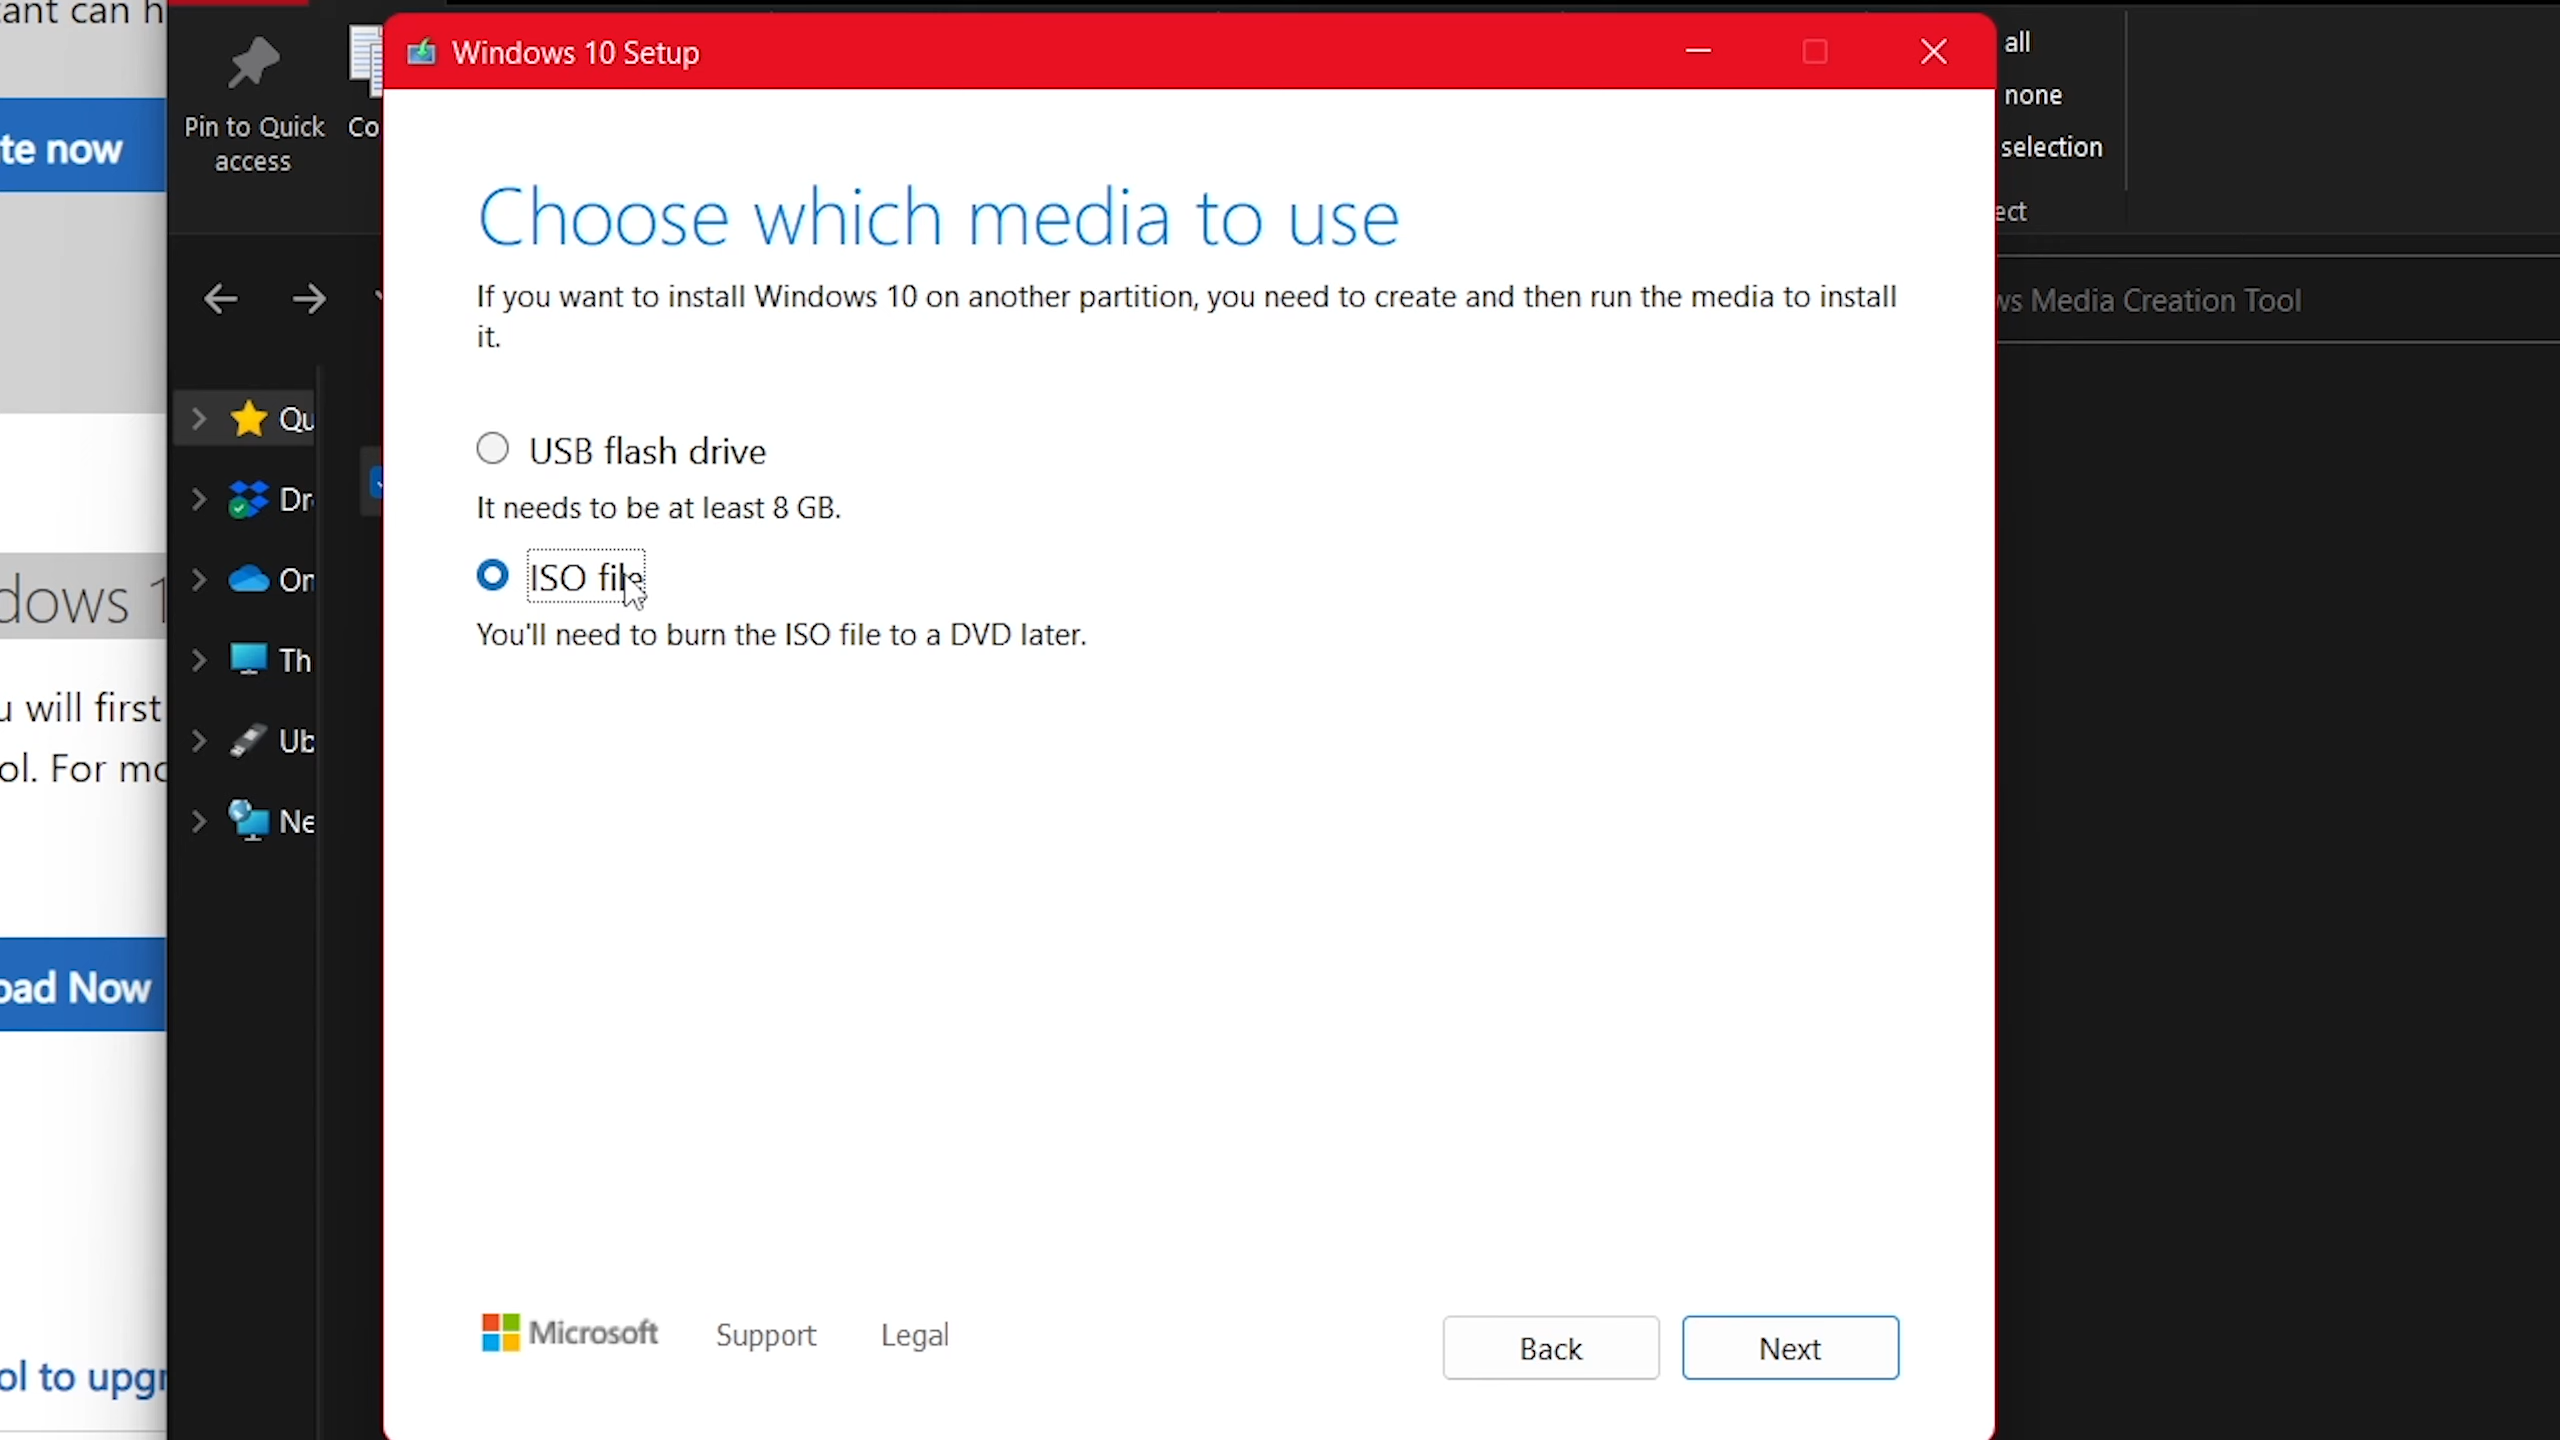 Windows 10 Setup
Choose which media to use
If you want to install Windows 10 on another partition, you need to create and then run the media to install
it.
USB flash drive
It needs to be at least 8 GB.
ISO file
You'll need to burn the ISO file to a DVD later.
Microsoft
Support
Legal
Back
Next
Pin to Quick
access
Co
all
none
selection
ect
ws Media Creation Tool
Qu
Dr
On
Th
Ub
Ne
ant can h
te now
dows 1
u will first
ol. For mo
oad Now
ol to upgr